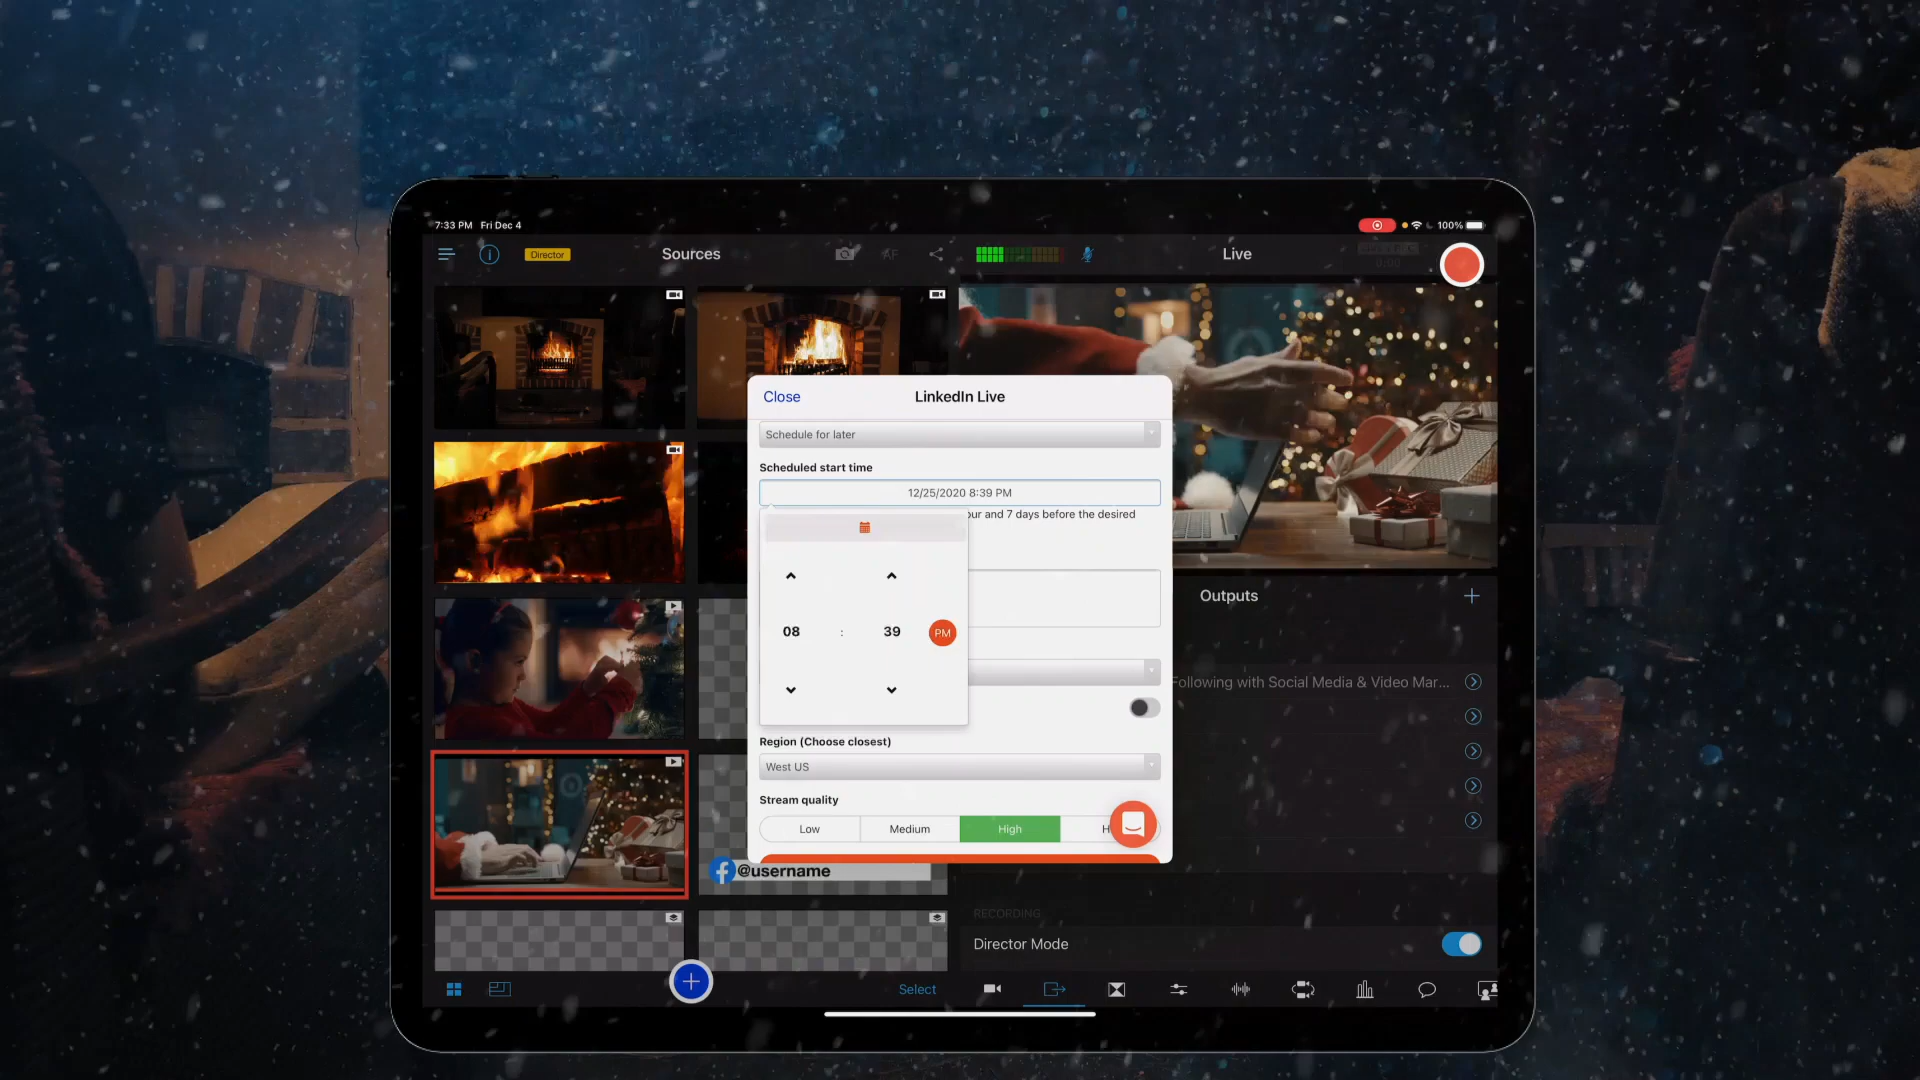 7:33 PM Fri Dec 4
100%
Director
Sources
AF
Live
0:00
Close
LinkedIn Live
Schedule for later
Scheduled start time
12/25/2020 8:39 PM
our and 7 days before the desired
08 : 39 PM
Outputs
Following with Social Media & Video Mar...
Region (Choose closest)
West US
Stream quality
Low
Medium
High
@username
RECORDING
Director Mode
Select